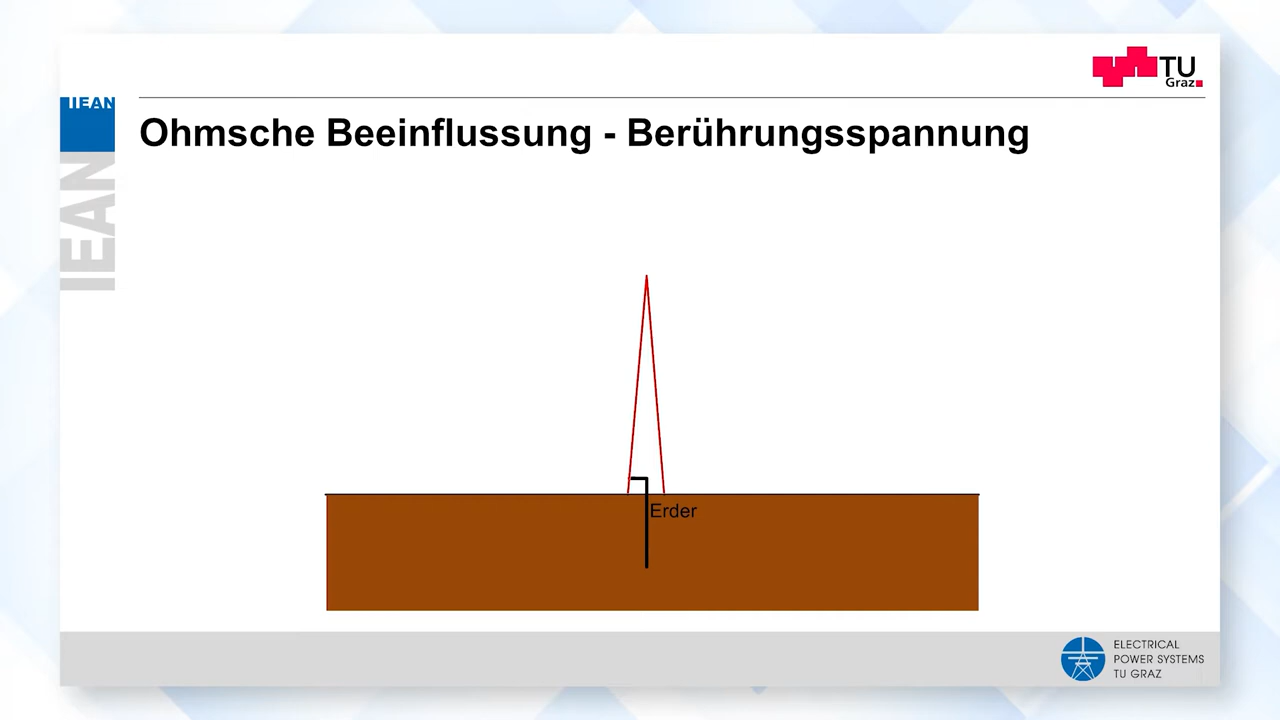 TU
Graz
IEAN
Ohmsche Beeinflussung - Berührungsspannung
IEAN
Erder
ELECTRICAL
POWER SYSTEMS
TU GRAZ